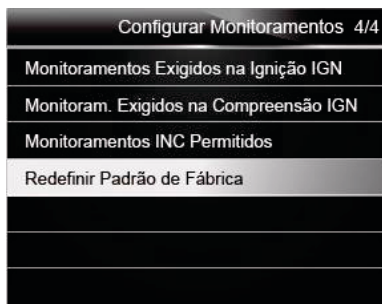 Configurar Monitoramentos 4/4
Monitoramentos Exigidos na Ignição IGN
Monitoram. Exigidos na Compreensão IGN
Monitoramentos INC Permitidos
Redefinir Padrão de Fábrica